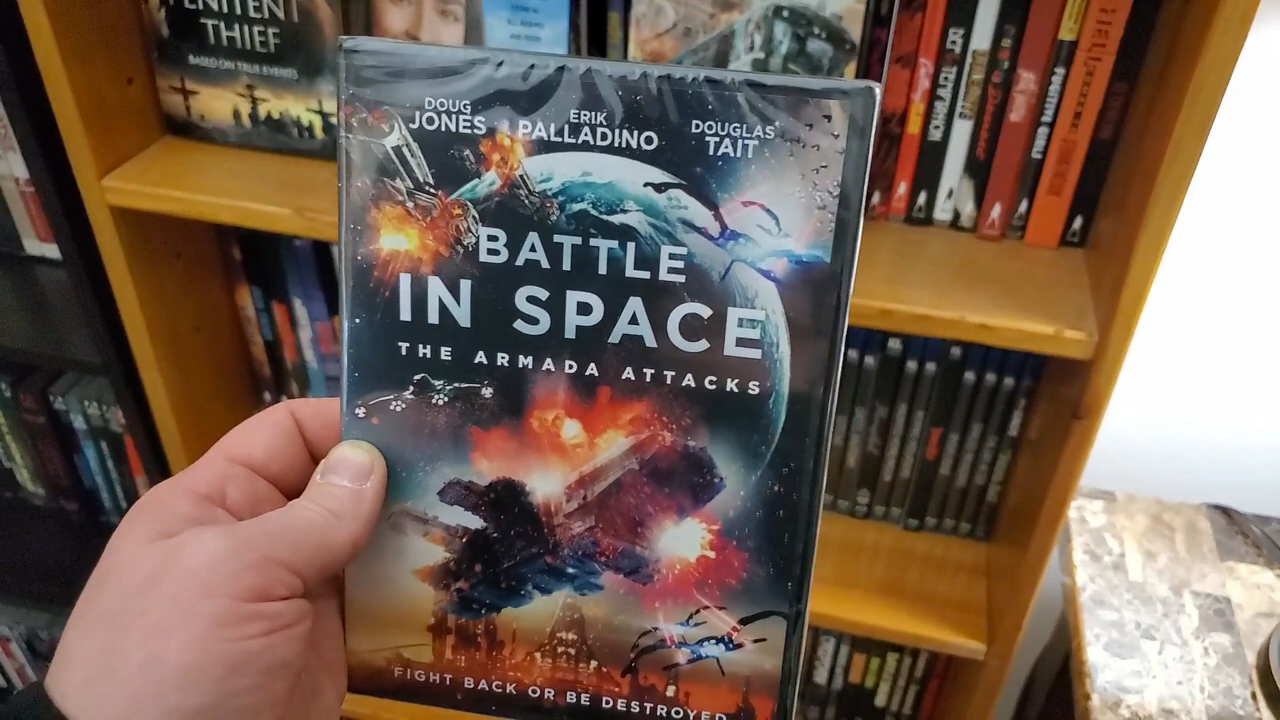 PENITENT
THIEF
BASED ON TRUE EVENTS
DOUG
JONES
ERIK
PALLADINO
DOUGLAS
TAIT
BATTLE
IN SPACE
THE ARMADA ATTACKS
FIGHT BACK OR BE DESTROYED